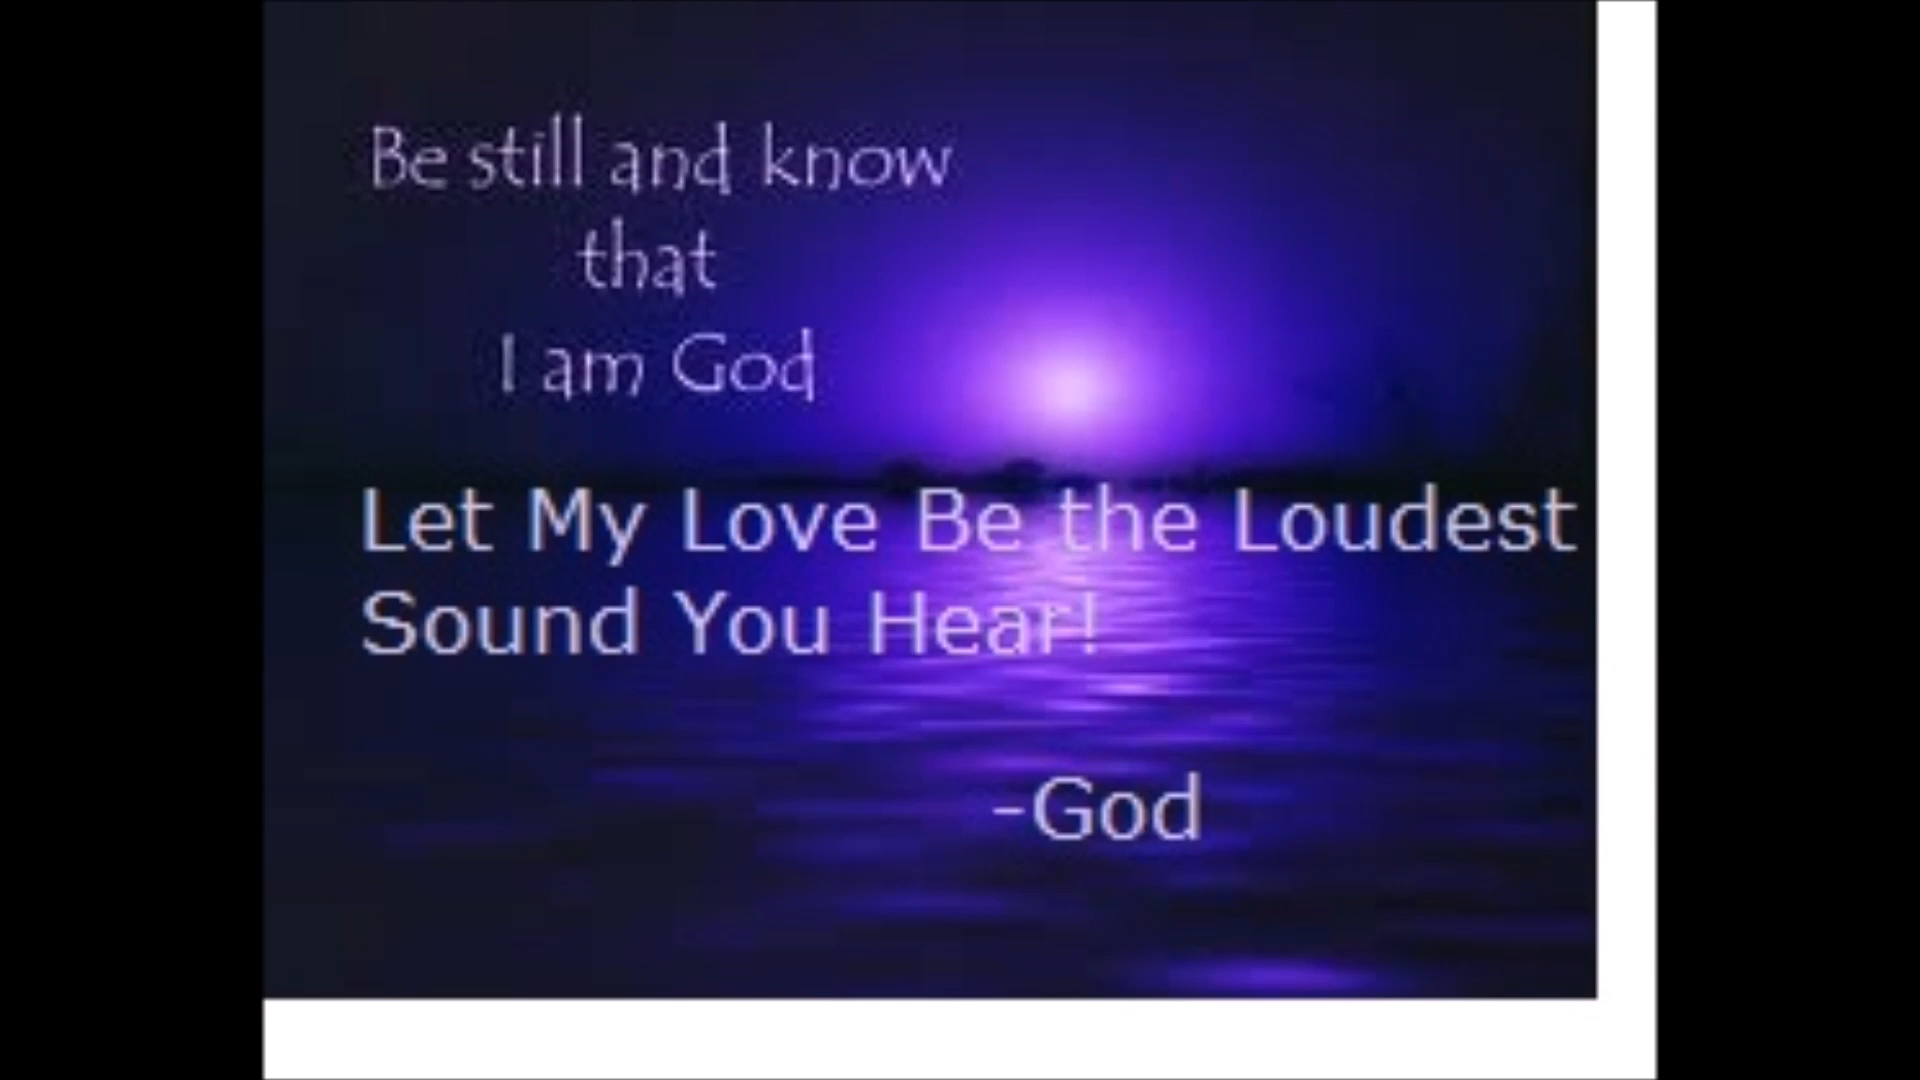 Be still and know
that
I am God
Let My Love Be the Loudest
Sound You Hear!
-God